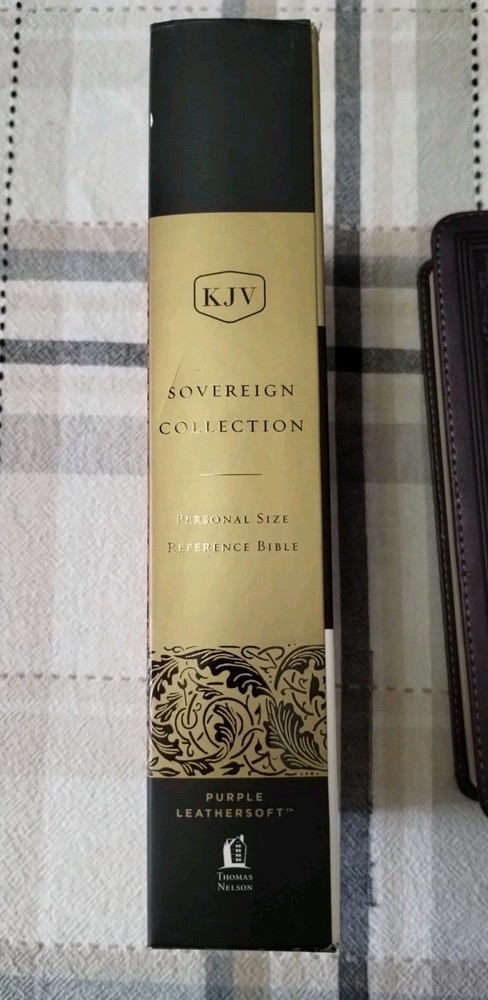 KJV
SOVEREIGN
COLLECTION
PERSONAL SIZE
REFERENCE BIBLE
PURPLE
LEATHERSOFT™
THOMAS
NELSON